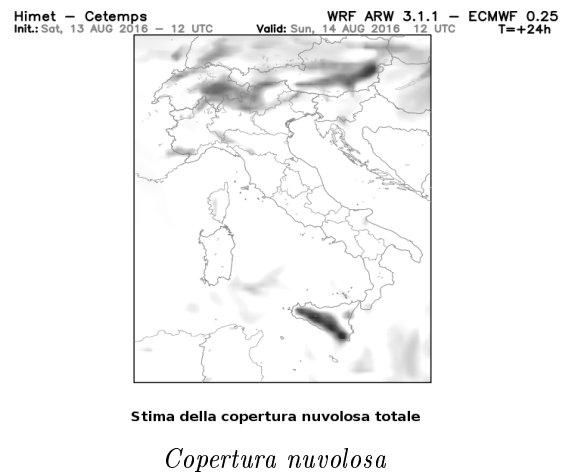 Himet – Cetemps WRF ARW 3.1.1 – ECMWF 0.25
Init.: Sat, 13 AUG 2016 – 12 UTC Valid: Sun, 14 AUG 2016 12 UTC T=+24h
Stima della copertura nuvolosa totale
Copertura nuvolosa